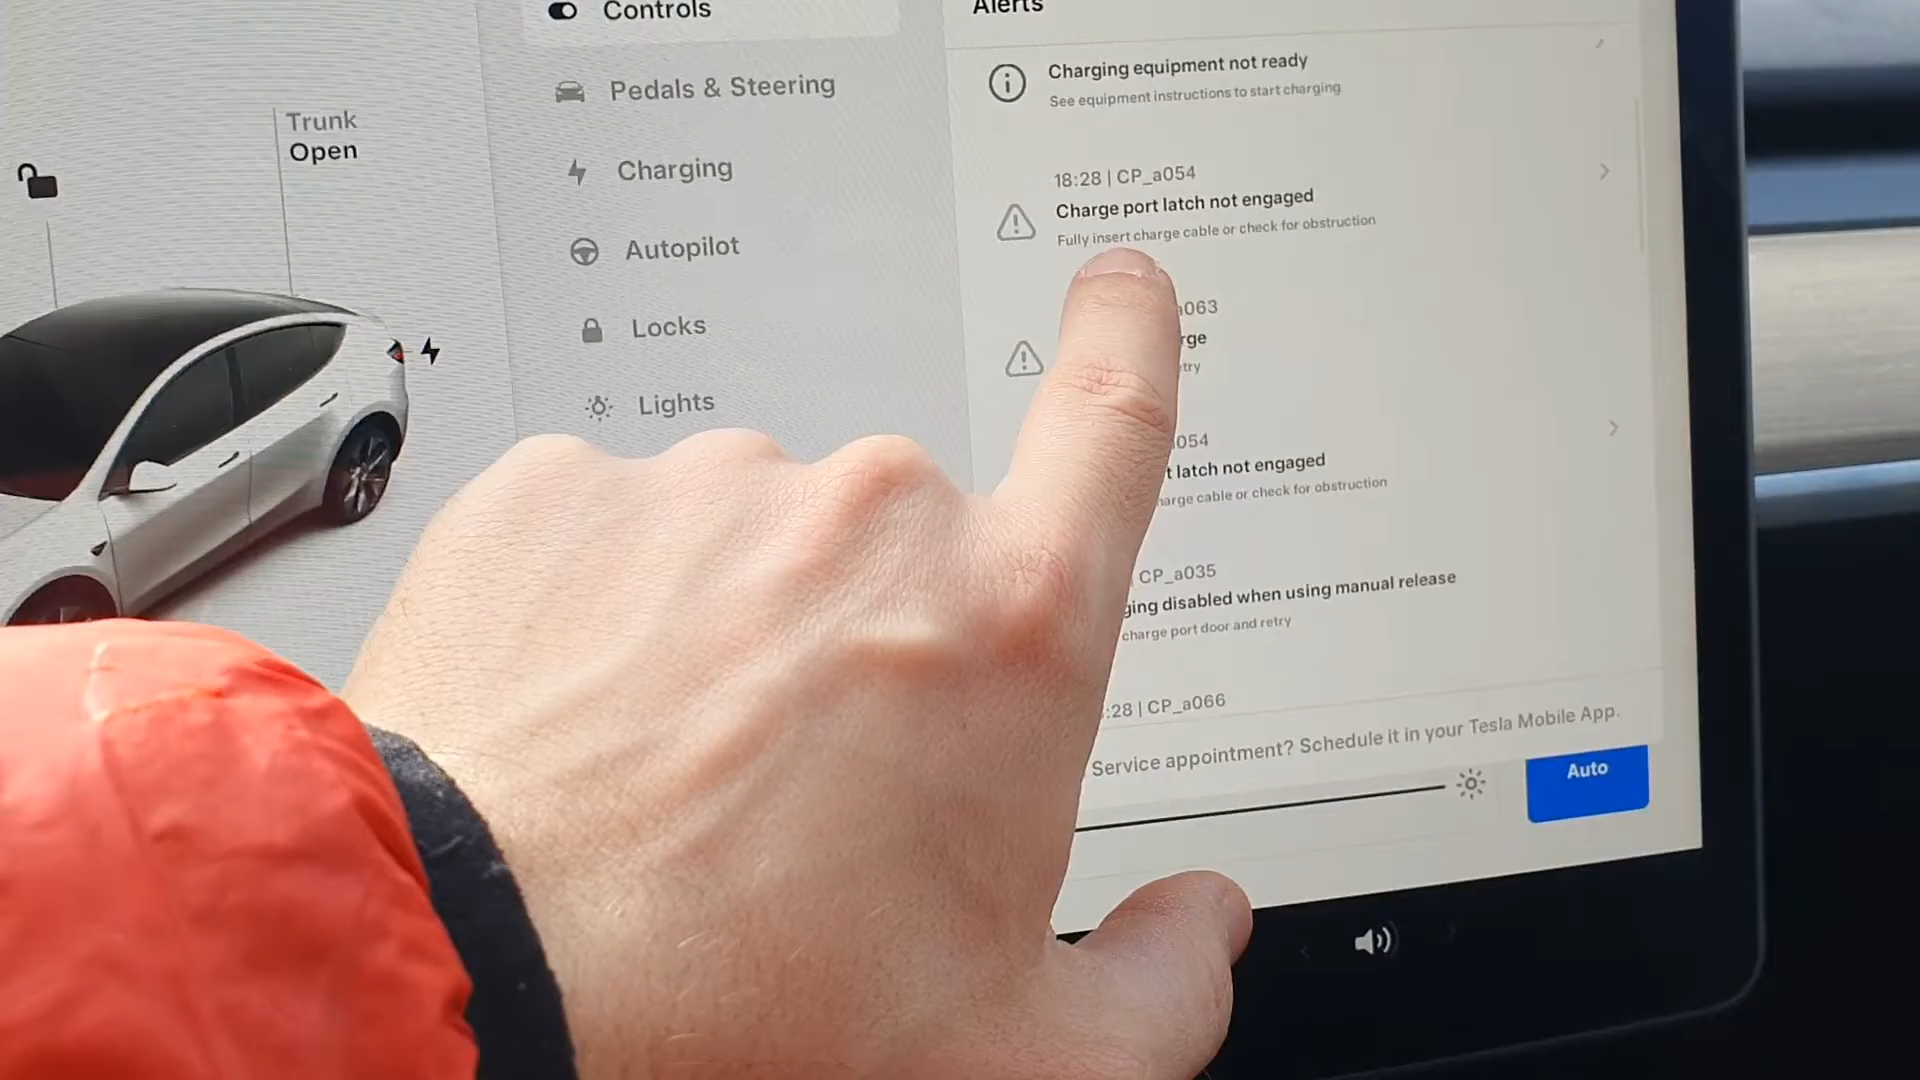 Controls
Pedals & Steering
Charging
Autopilot
Locks
Lights
Trunk
Open
Alerts
Charging equipment not ready
See equipment instructions to start charging
18:28 | CP_a054
Charge port latch not engaged
Fully insert charge cable or check for obstruction
a063
rge
try
054
t latch not engaged
harge cable or check for obstruction
CP_a035
ging disabled when using manual release
charge port door and retry
:28 | CP_a066
Service appointment? Schedule it in your Tesla Mobile App.
Auto